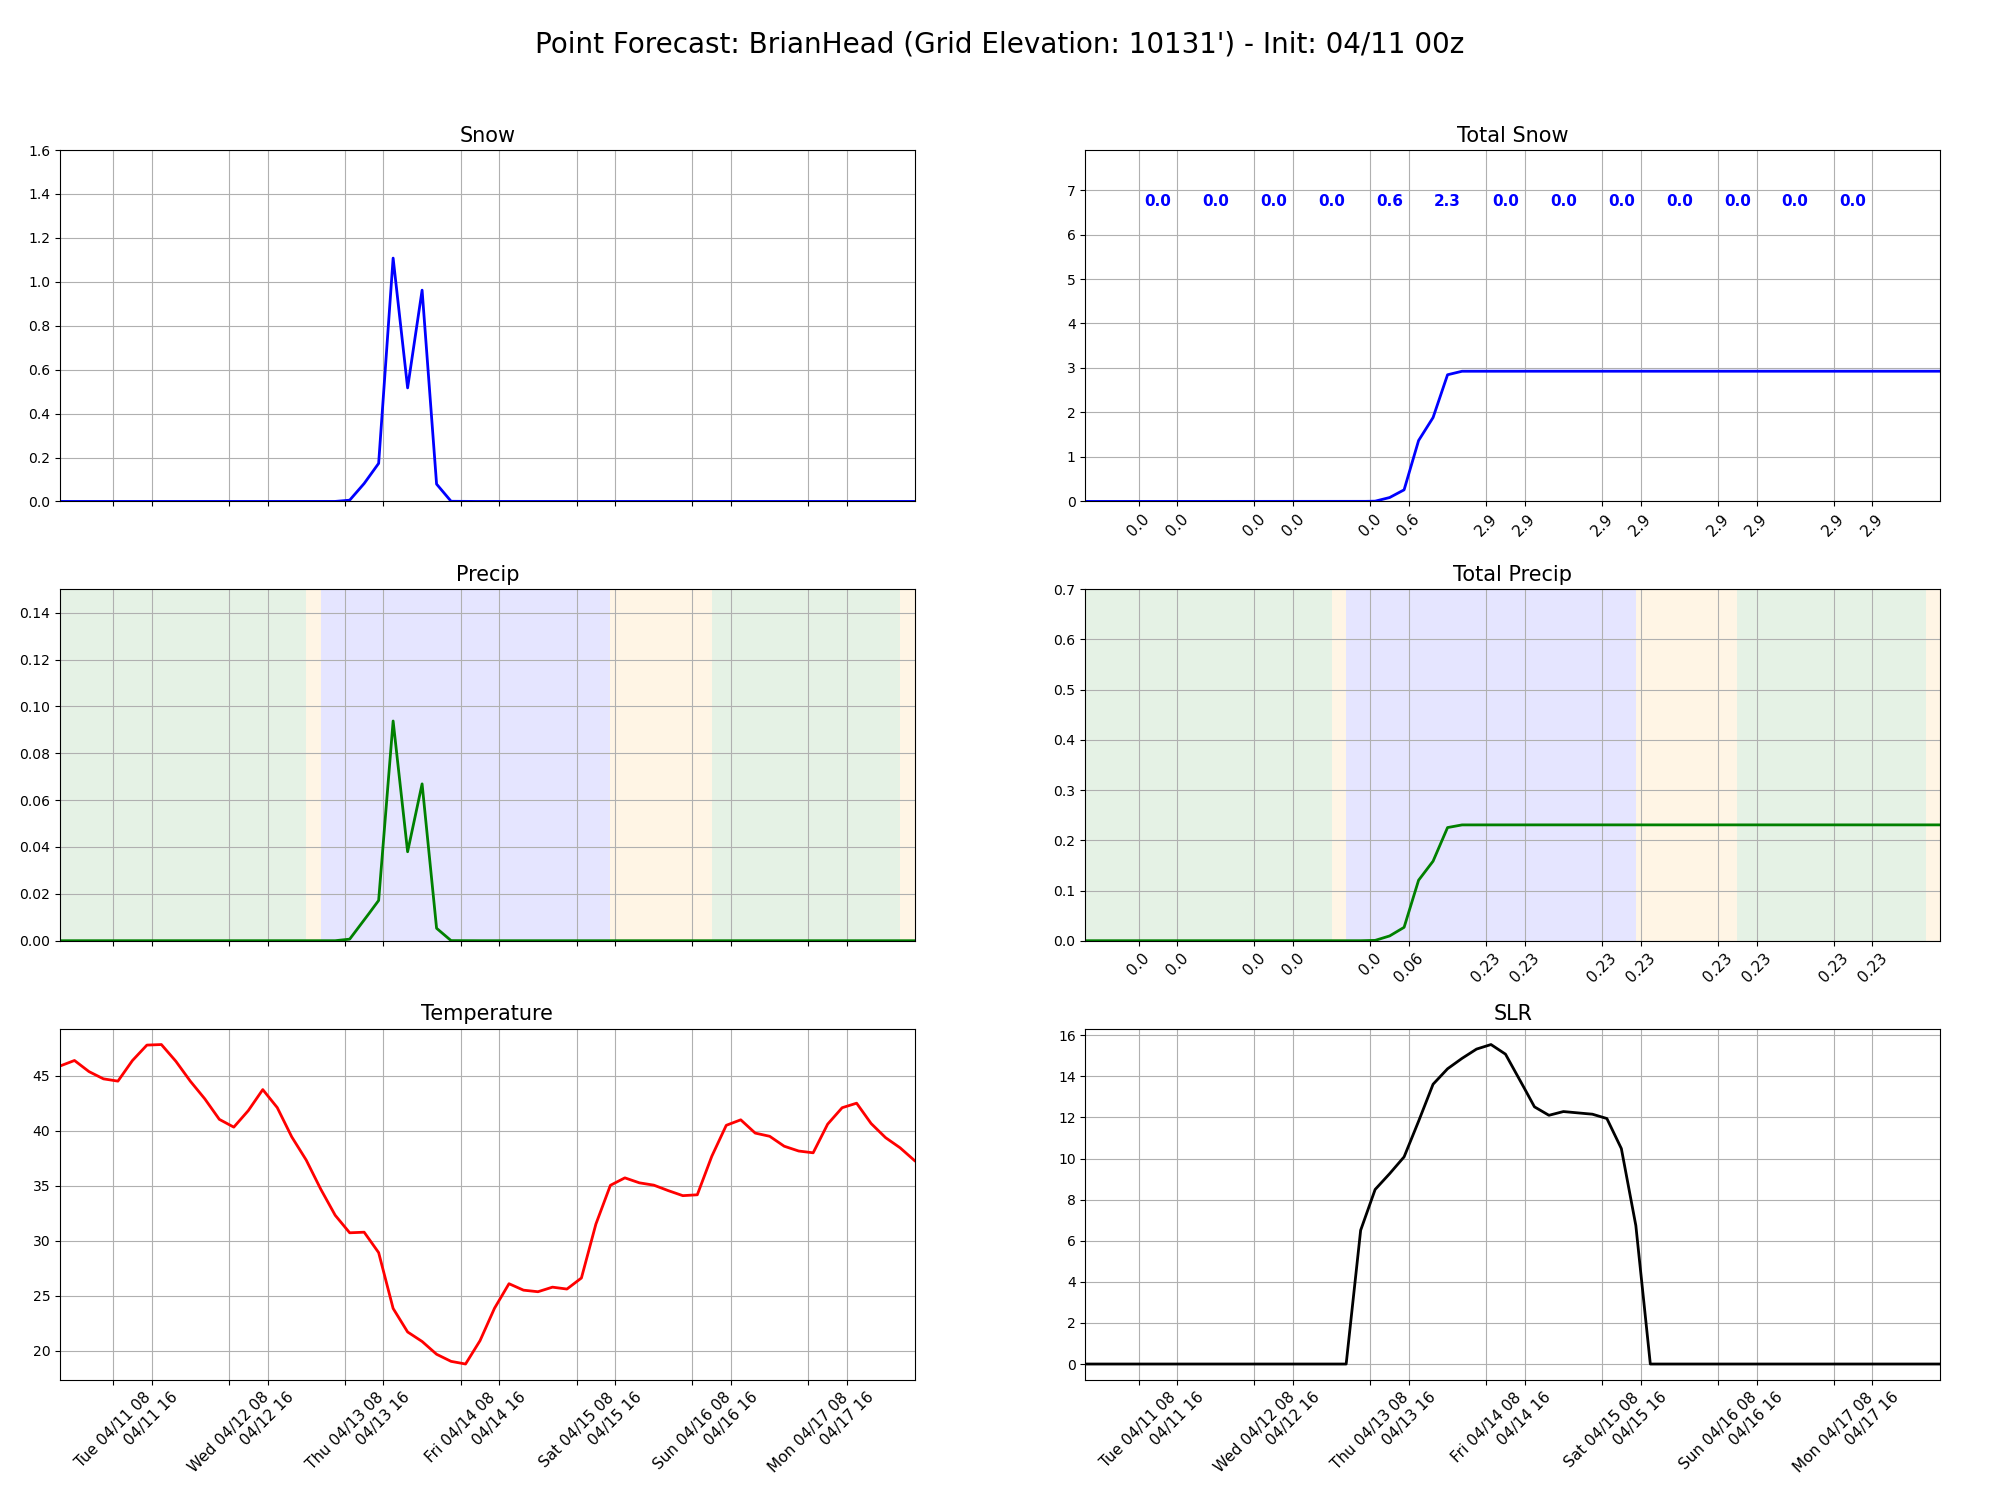 Point Forecast: BrianHead (Grid Elevation: 10131') - Init: 04/11 00z
Snow
1.6
1.4
1.2
1.0
0.8
0.6
0.4
0.2
0.0
Total Snow
7
6
5
4
3
2
1
0
0.0 0.0 0.0 0.0 0.6 2.3 0.0 0.0 0.0 0.0 0.0 0.0 0.0
0.0 0.0 0.0 0.0 0.0 0.6 2.9 2.9 2.9 2.9 2.9 2.9 2.9 2.9
Precip
0.14
0.12
0.10
0.08
0.06
0.04
0.02
0.00
Total Precip
0.7
0.6
0.5
0.4
0.3
0.2
0.1
0.0
0.0 0.0 0.0 0.0 0.0 0.06 0.23 0.23 0.23 0.23 0.23 0.23 0.23 0.23
Temperature
45
40
35
30
25
20
Tue 04/11 08
04/11 16
Wed 04/12 08
04/12 16
Thu 04/13 08
04/13 16
Fri 04/14 08
04/14 16
Sat 04/15 08
04/15 16
Sun 04/16 08
04/16 16
Mon 04/17 08
04/17 16
SLR
16
14
12
10
8
6
4
2
0
Tue 04/11 08
04/11 16
Wed 04/12 08
04/12 16
Thu 04/13 08
04/13 16
Fri 04/14 08
04/14 16
Sat 04/15 08
04/15 16
Sun 04/16 08
04/16 16
Mon 04/17 08
04/17 16